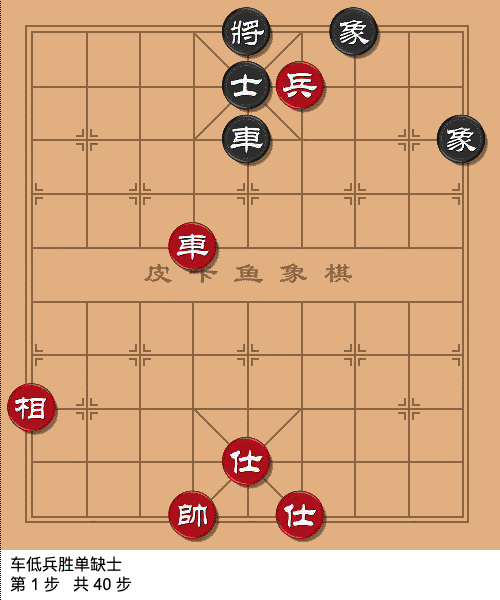 將 象
士 兵
車 象
車
皮卡鱼象棋
相
仕
帥 仕
车低兵胜单缺士
第 1 步 共 40 步